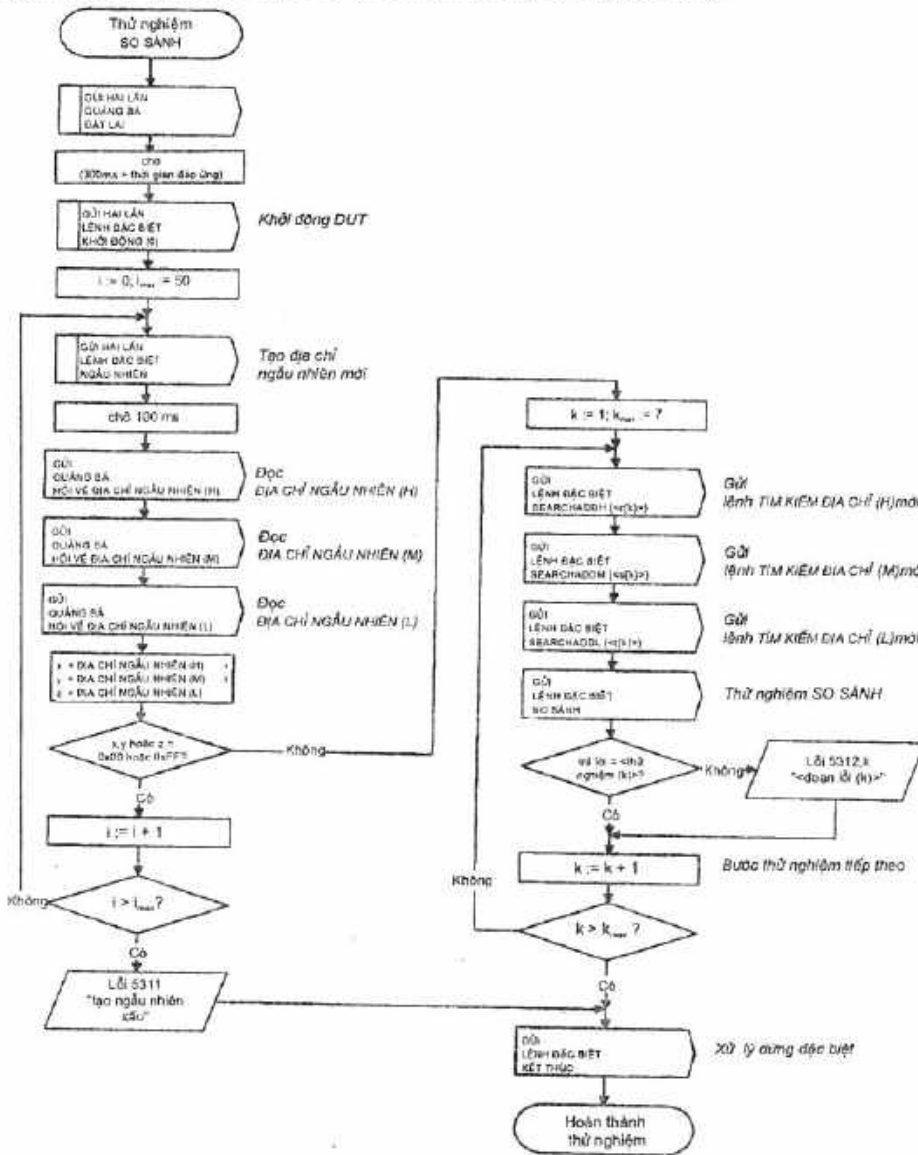 Thử nghiệm
SO SÁNH
GỬI HAI LẦN
QUẢNG BÁ
ĐẶT LẠI
chờ
(300ms + thời gian đáp ứng)
GỬI HAI LẦN
LỆNH ĐẶC BIỆT
KHỞI ĐỘNG (0)
Khởi động DUT
i := 0; imax := 50
GỬI HAI LẦN
LỆNH ĐẶC BIỆT
NGẪU NHIÊN
Tạo địa chỉ
ngẫu nhiên mới
chờ 100 ms
GỬI
QUẢNG BÁ
HỎI VỀ ĐỊA CHỈ NGẪU NHIÊN (H)
Đọc
ĐỊA CHỈ NGẪU NHIÊN (H)
GỬI
QUẢNG BÁ
HỎI VỀ ĐỊA CHỈ NGẪU NHIÊN (M)
Đọc
ĐỊA CHỈ NGẪU NHIÊN (M)
GỬI
QUẢNG BÁ
HỎI VỀ ĐỊA CHỈ NGẪU NHIÊN (L)
Đọc
ĐỊA CHỈ NGẪU NHIÊN (L)
x = ĐỊA CHỈ NGẪU NHIÊN (H)
y = ĐỊA CHỈ NGẪU NHIÊN (M)
z = ĐỊA CHỈ NGẪU NHIÊN (L)
x,y hoặc z =
0x00 hoặc 0xFF?
Không
Có
i := i + 1
i > imax?
Không
Có
Lỗi 5311
"tạo ngẫu nhiên
xấu"
k := 1; kmax := 7
GỬI
LỆNH ĐẶC BIỆT
SEARCHADDH (<r(k)>)
Gửi
lệnh TÌM KIẾM ĐỊA CHỈ (H)mới
GỬI
LỆNH ĐẶC BIỆT
SEARCHADDM (<s(k)>)
Gửi
lệnh TÌM KIẾM ĐỊA CHỈ (M)mới
GỬI
LỆNH ĐẶC BIỆT
SEARCHADDL (<t(k)>)
Gửi
lệnh TÌM KIẾM ĐỊA CHỈ (L)mới
GỬI
LỆNH ĐẶC BIỆT
SO SÁNH
Thử nghiệm SO SÁNH
trả lời = <thử
nghiệm (k)>?
Không
Lỗi 5312,k
"<đoạn lỗi (k)>"
Có
k := k + 1
Bước thử nghiệm tiếp theo
Không
k > kmax ?
Có
GỬI
LỆNH ĐẶC BIỆT
KẾT THÚC
Xử lý dừng đặc biệt
Hoàn thành
thử nghiệm